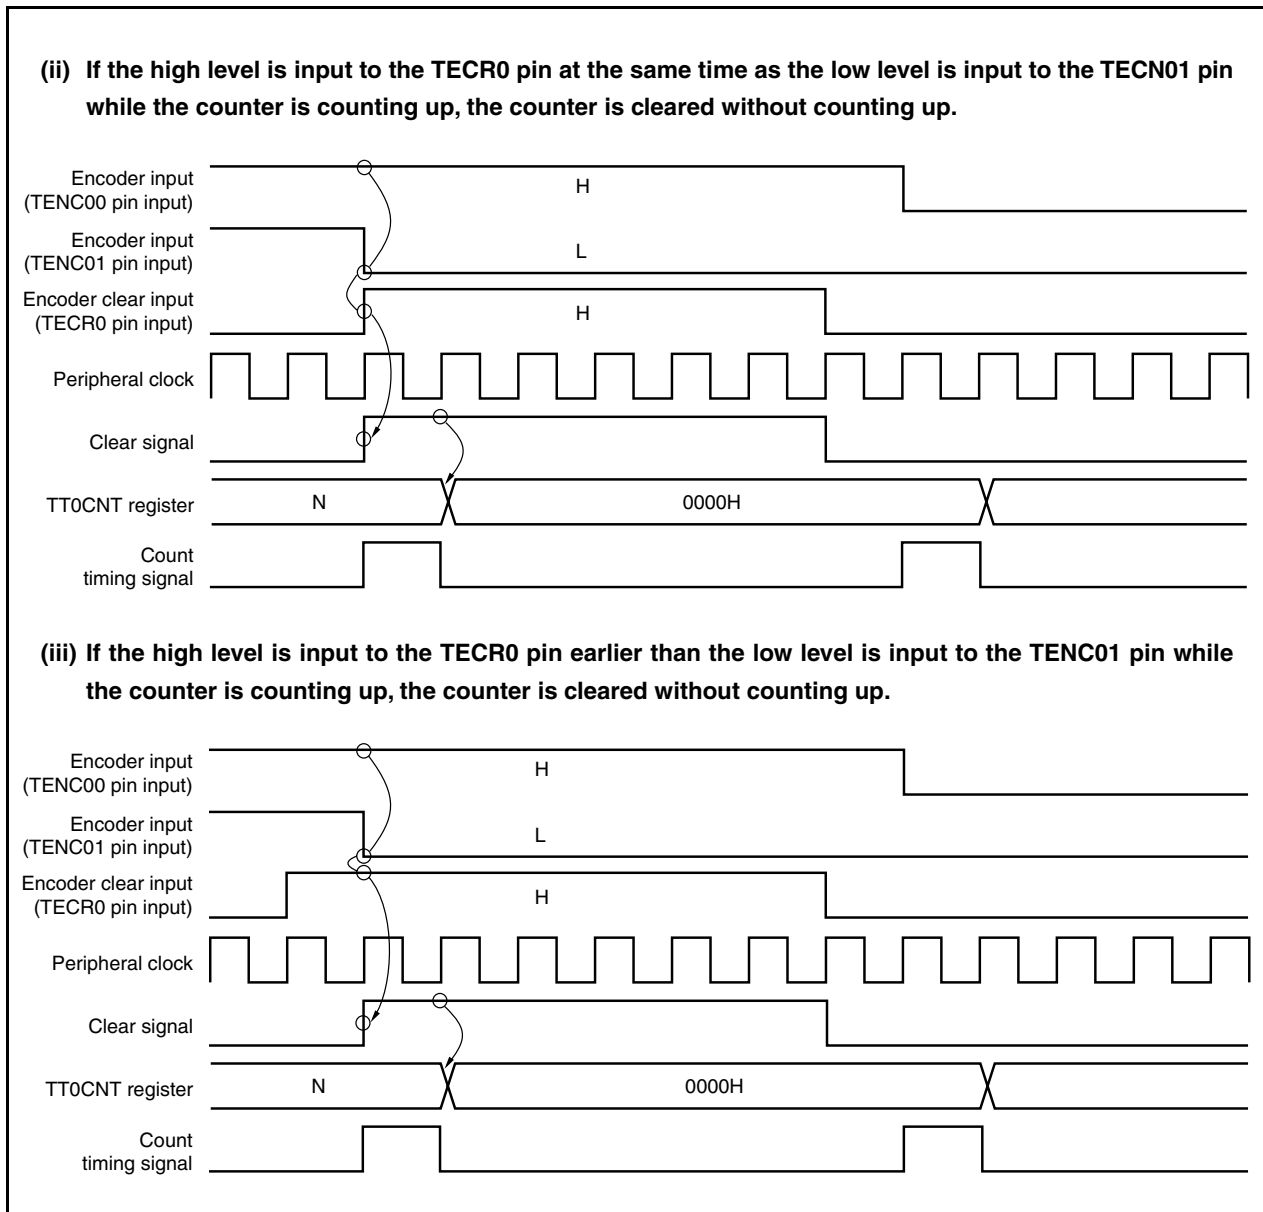 (ii) If the high level is input to the TECR0 pin at the same time as the low level is input to the TECN01 pin
while the counter is counting up, the counter is cleared without counting up.
Encoder input
(TENC00 pin input)
H
Encoder input
(TENC01 pin input)
L
Encoder clear input
(TECR0 pin input)
H
Peripheral clock
Clear signal
TT0CNT register
N
0000H
Count
timing signal
(iii) If the high level is input to the TECR0 pin earlier than the low level is input to the TENC01 pin while
the counter is counting up, the counter is cleared without counting up.
Encoder input
(TENC00 pin input)
H
Encoder input
(TENC01 pin input)
L
Encoder clear input
(TECR0 pin input)
H
Peripheral clock
Clear signal
TT0CNT register
N
0000H
Count
timing signal